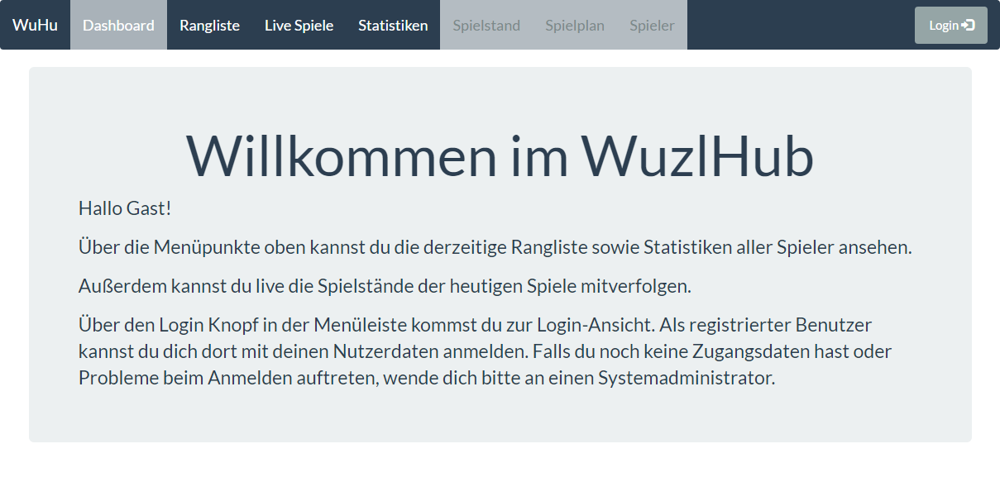 WuHu Dashboard Rangliste Live Spiele Statistiken Spielstand Spielplan Spieler Login
Willkommen im WuzlHub
Hallo Gast!
Über die Menüpunkte oben kannst du die derzeitige Rangliste sowie Statistiken aller Spieler ansehen.
Außerdem kannst du live die Spielstände der heutigen Spiele mitverfolgen.
Über den Login Knopf in der Menüleiste kommst du zur Login-Ansicht. Als registrierter Benutzer
kannst du dich dort mit deinen Nutzerdaten anmelden. Falls du noch keine Zugangsdaten hast oder
Probleme beim Anmelden auftreten, wende dich bitte an einen Systemadministrator.